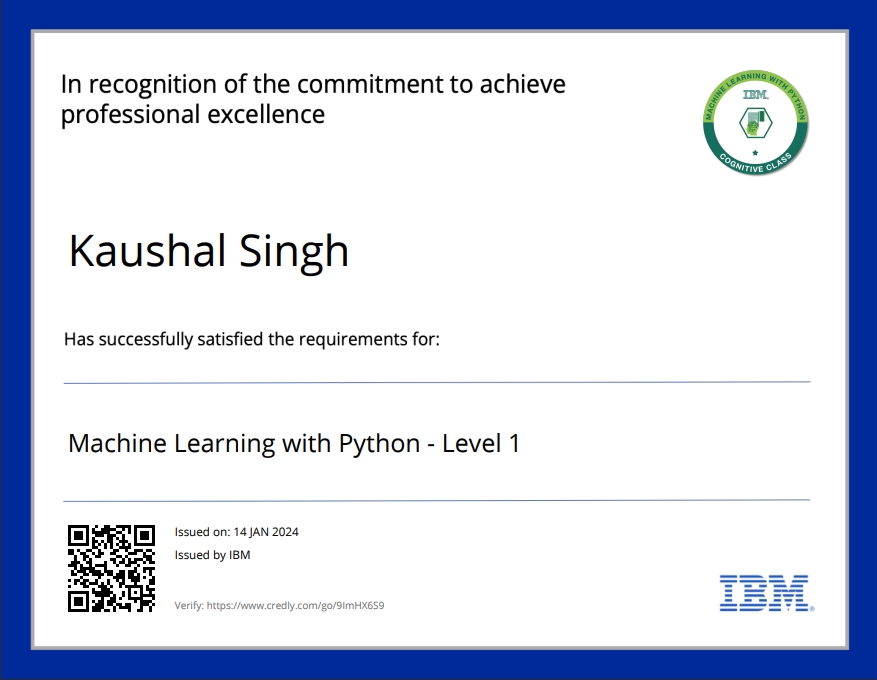 In recognition of the commitment to achieve
professional excellence
MACHINE LEARNING WITH PYTHON
IBM.
COGNITIVE CLASS
Kaushal Singh
Has successfully satisfied the requirements for:
Machine Learning with Python - Level 1
Issued on: 14 JAN 2024
Issued by IBM
Verify: https://www.credly.com/go/9ImHX6S9
IBM®